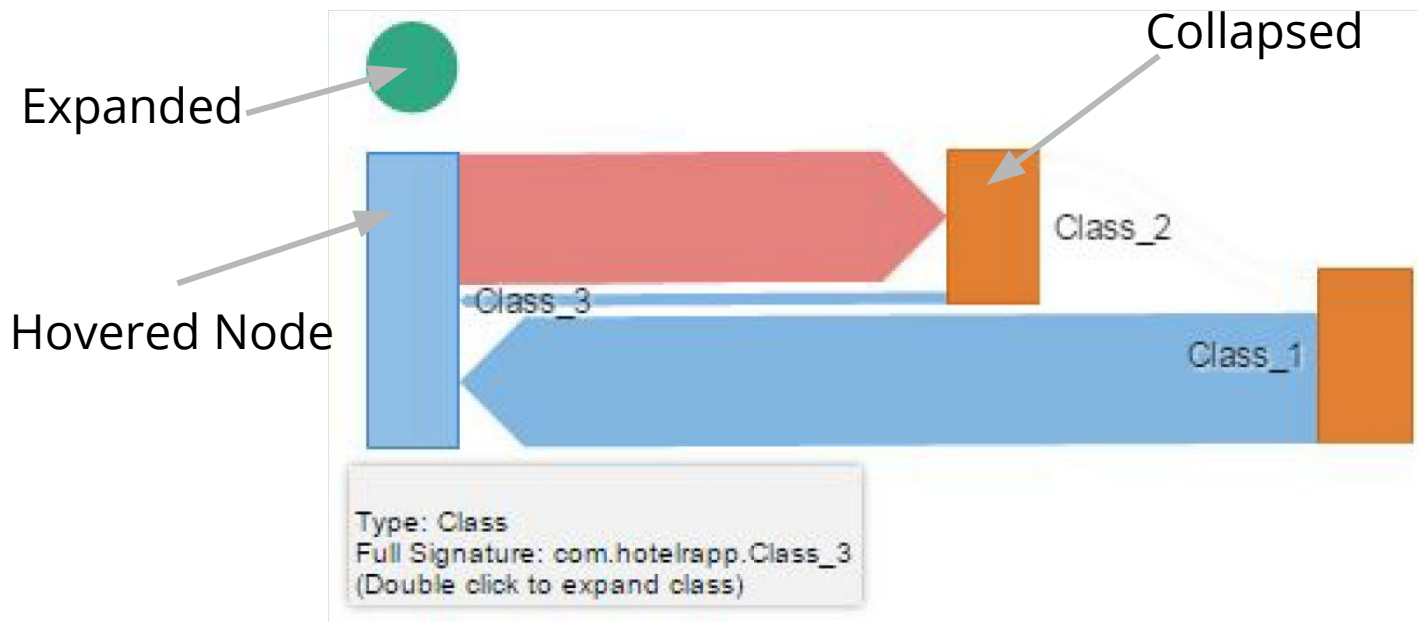 Collapsed
Expanded
Class_2
Class_3
Hovered Node
Class_1
Type: Class
Full Signature: com.hotelrapp.Class_3
(Double click to expand class)